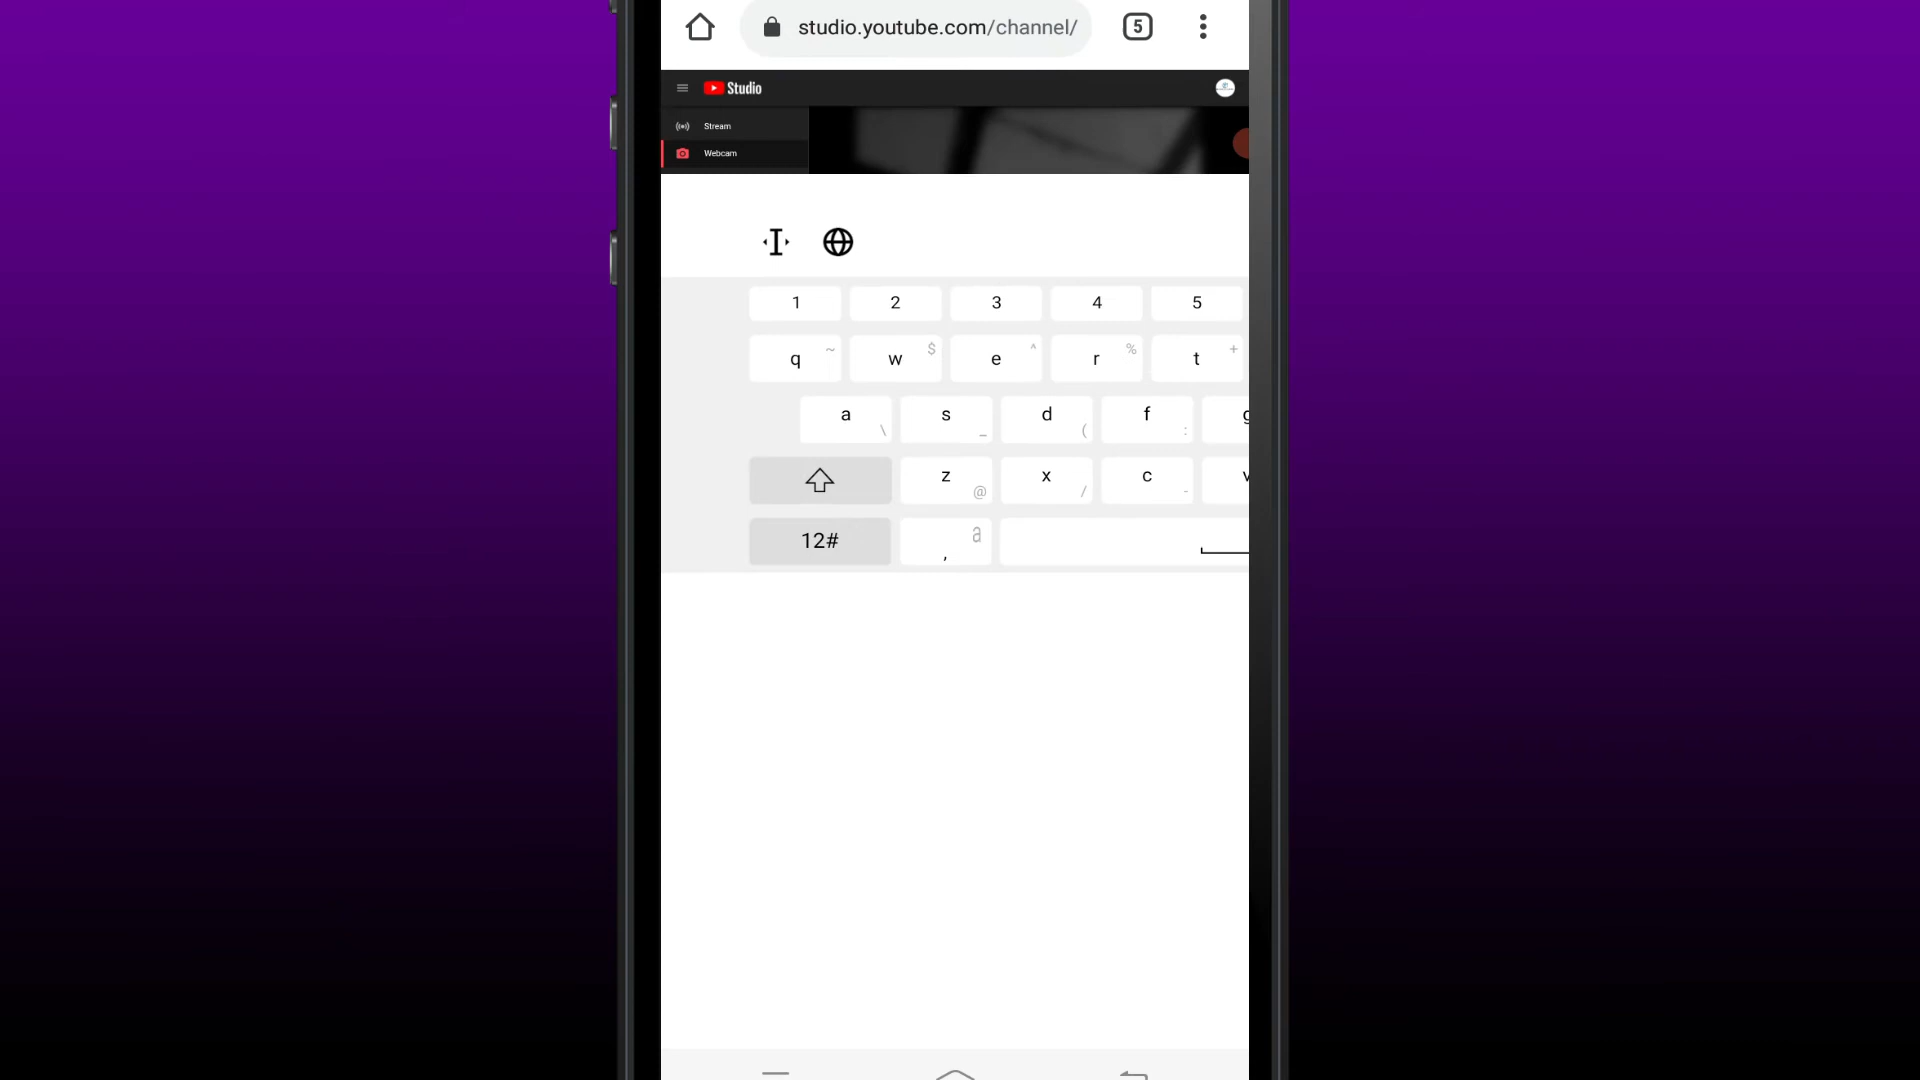 studio.youtube.com/channel/ 5
Studio
Stream
Webcam
1 2 3 4 5
q ~ w $ e ^ r % t +
a \ s _ d ( f : g
z @ x / c - v
12# , a